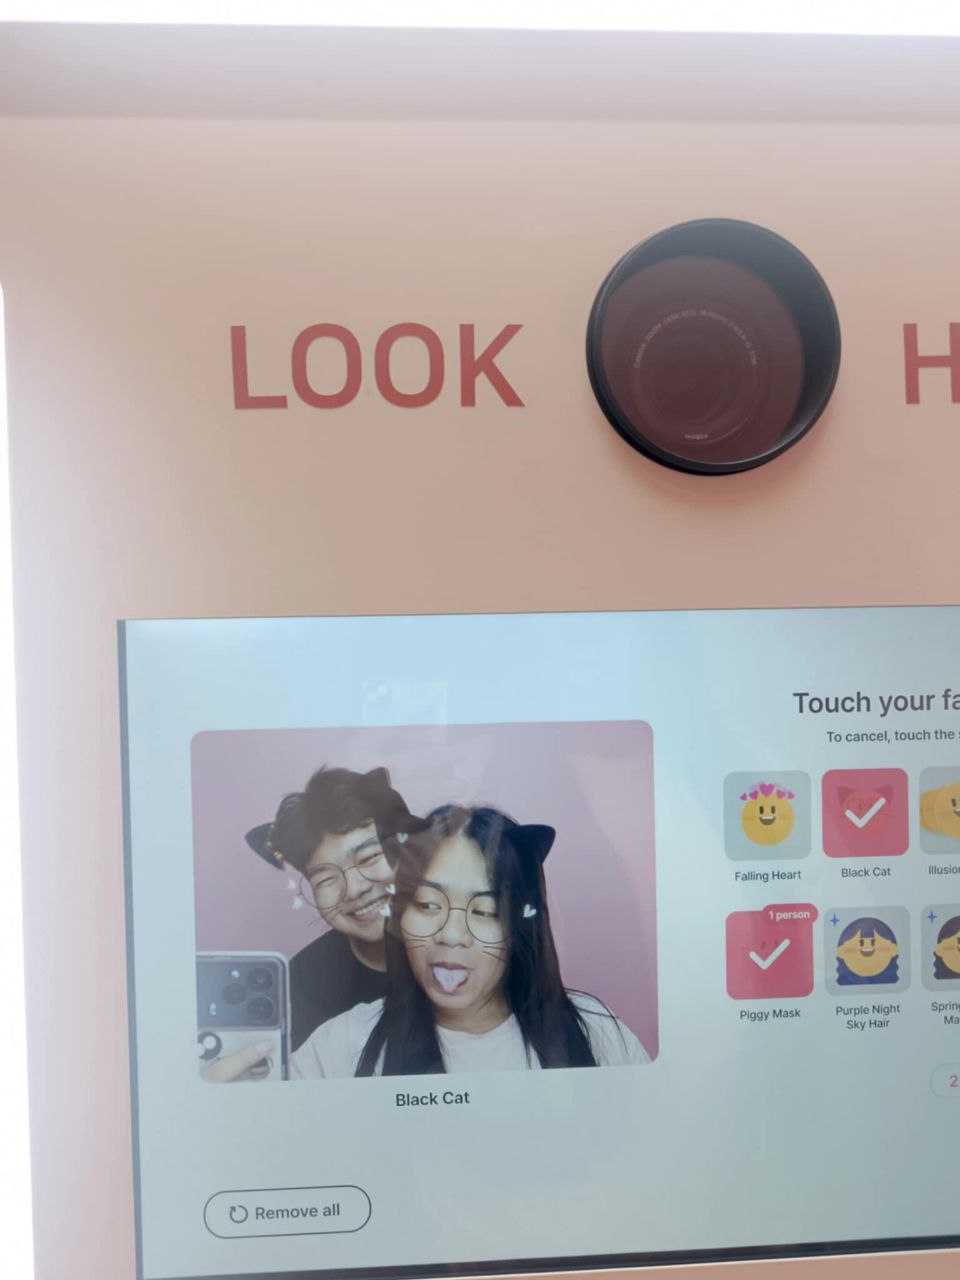 LOOK H
Touch your fa
To cancel, touch the
Falling Heart
Black Cat
Illusion
1 person
Piggy Mask
Purple Night
Sky Hair
Spring
Ma
2
Black Cat
Remove all